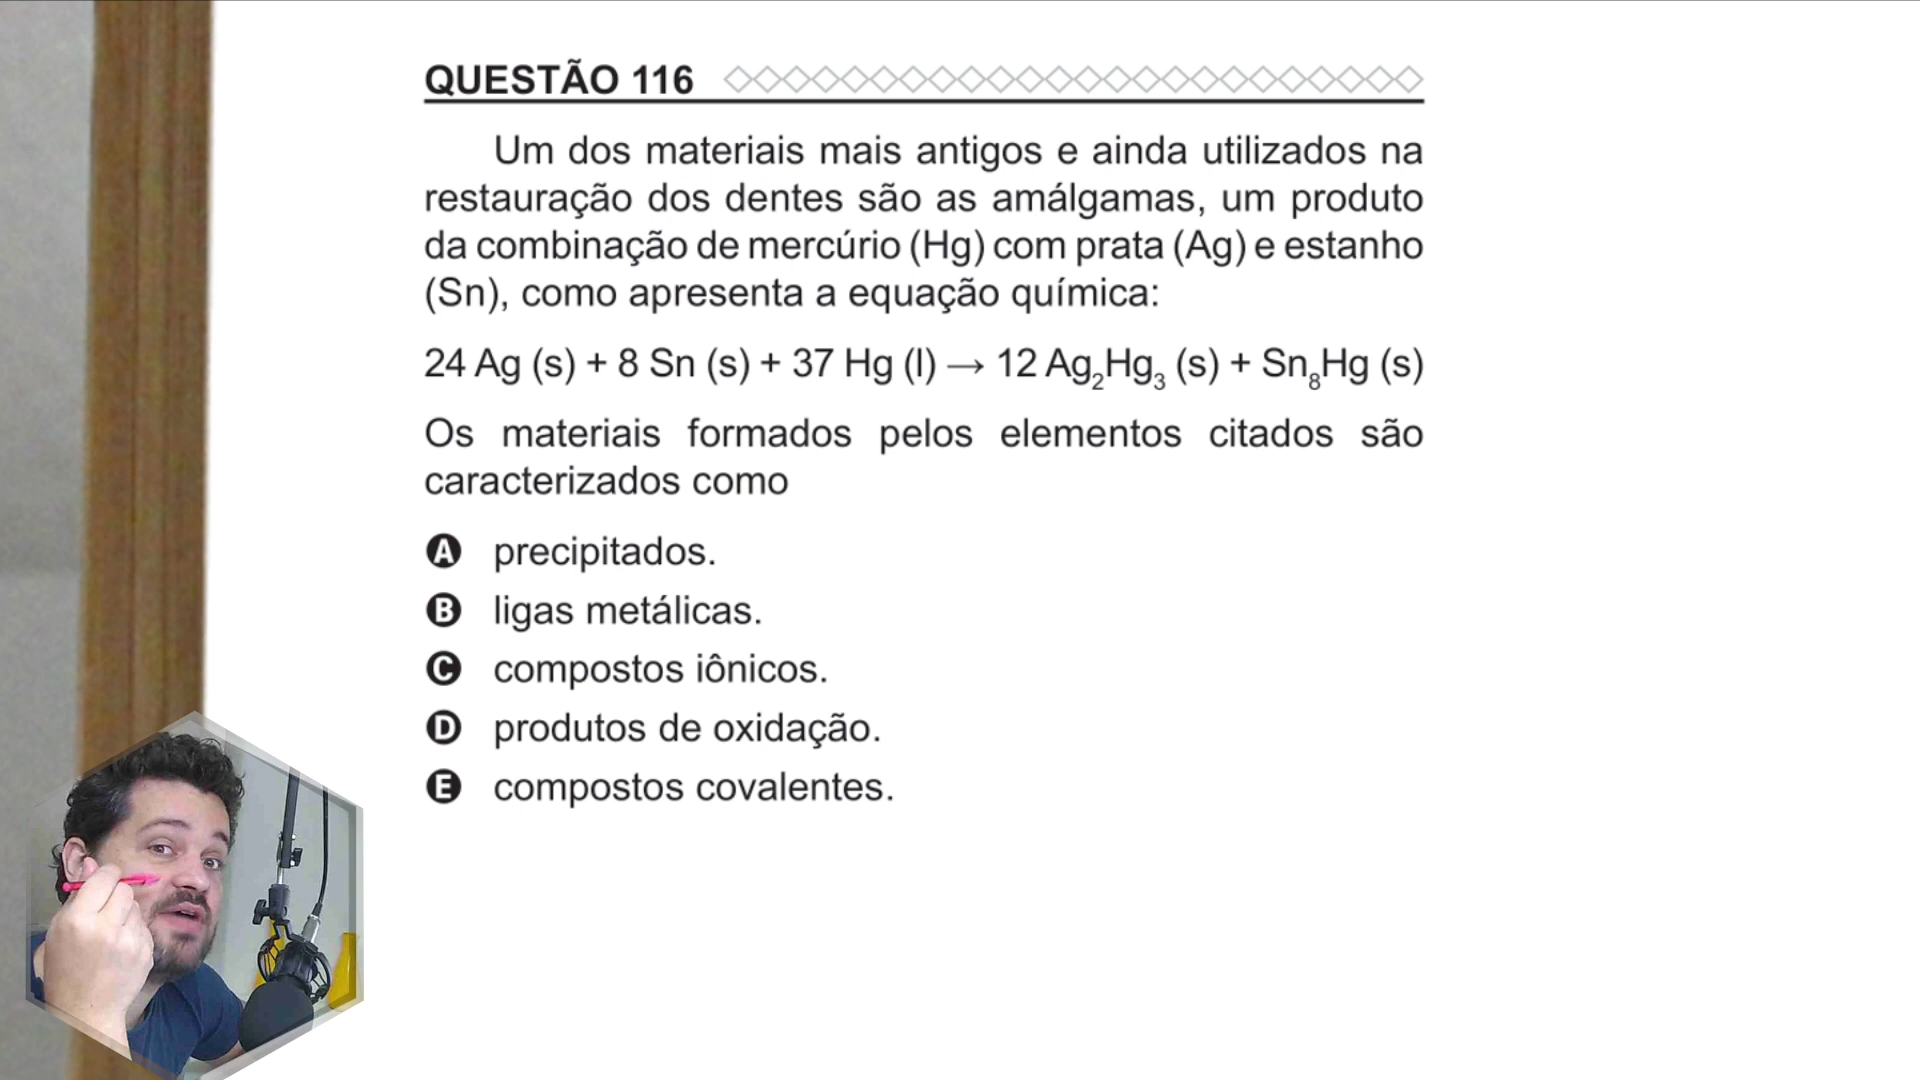 QUESTÃO 116
Um dos materiais mais antigos e ainda utilizados na
restauração dos dentes são as amálgamas, um produto
da combinação de mercúrio (Hg) com prata (Ag) e estanho
(Sn), como apresenta a equação química:
24 Ag (s) + 8 Sn (s) + 37 Hg (l) → 12 Ag₂Hg₃ (s) + Sn₈Hg (s)
Os materiais formados pelos elementos citados são
caracterizados como
A precipitados.
B ligas metálicas.
C compostos iônicos.
D produtos de oxidação.
E compostos covalentes.